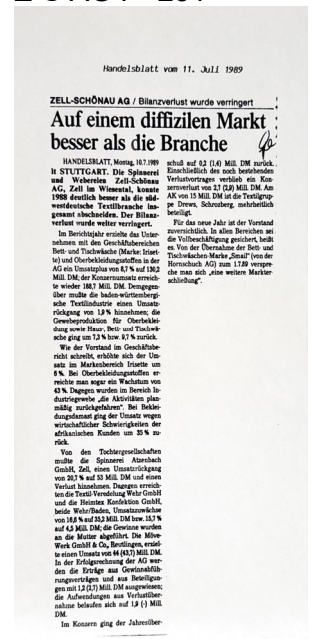 Handelsblatt vom 11. Juli 1989
ZELL-SCHÖNAU AG / Bilanzverlust wurde verringert
Auf einem diffizilen Markt
besser als die Branche
HANDELSBLATT, Montag, 10.7.1989
lt STUTTGART. Die Spinnerei
und Webereien Zell-Schönau
AG, Zell im Wiesental, konnte
1988 deutlich besser als die süd-
westdeutsche Textilbranche ins-
gesamt abschneiden. Der Bilanz-
verlust wurde weiter verringert.
Im Berichtsjahr erzielte das Unter-
nehmen mit den Geschäftsbereichen
Bett- und Tischwäsche (Marke: Iriset-
te) und Oberbekleidungsstoffen in der
AG ein Umsatzplus von 8,7 % auf 130,2
Mill. DM; der Konzernumsatz erreich-
te wieder 188,7 Mill. DM. Demgegen-
über mußte die baden-württembergi-
sche Textilindustrie einen Umsatz-
rückgang von 1,9 % hinnehmen; die
Gewebeproduktion für Oberbeklei-
dung sowie Haus-, Bett- und Tischwä-
sche ging um 7,3 % bzw. 9,7 % zurück.
Wie der Vorstand im Geschäftsbe-
richt schreibt, erhöhte sich der Um-
satz im Markenbereich Irisette um
6 %. Bei Oberbekleidungsstoffen er-
reichte man sogar ein Wachstum von
43 %. Dagegen wurden im Bereich In-
dustriegewebe „die Aktivitäten plan-
mäßig zurückgefahren“. Bei Beklei-
dungsdamast ging der Umsatz wegen
wirtschaftlicher Schwierigkeiten der
afrikanischen Kunden um 35 % zu-
rück.
Von den Tochtergesellschaften
mußte die Spinnerei Atzenbach
GmbH, Zell, einen Umsatzrückgang
von 20,7 % auf 53 Mill. DM und einen
Verlust hinnehmen. Dagegen erreich-
ten die Textil-Veredelung Wehr GmbH
und die Heimtex Konfektion GmbH,
beide Wehr/Baden, Umsatzzuwächse
von 16,6 % auf 35,2 Mill. DM bzw. 15,7 %
auf 4,5 Mill. DM; die Gewinne wurden
an die Mutter abgeführt. Die Möve-
Werk GmbH & Co., Reutlingen, erziel-
te einen Umsatz von 44 (43,7) Mill. DM.
In der Erfolgsrechnung der AG wer-
den die Erträge aus Gewinnabfüh-
rungsverträgen und aus Beteiligun-
gen mit 1,2 (2,7) Mill. DM ausgewiesen;
die Aufwendungen aus Verlustüber-
nahme belaufen sich auf 1,9 (-) Mill.
DM.
Im Konzern ging der Jahresüber-
schuß auf 0,2 (1,4) Mill. DM zurück.
Einschließlich des noch bestehenden
Verlustvortrages verblieb ein Kon-
zernverlust von 2,7 (2,9) Mill. DM. Am
AK von 15 Mill. DM ist die Textilgrup-
pe Drews, Schrozberg, mehrheitlich
beteiligt.
Für das neue Jahr ist der Vorstand
zuversichtlich. In allen Bereichen sei
die Vollbeschäftigung gesichert, heißt
es. Von der Übernahme der Bett- und
Tischwäschen-Marke „Smail“ (von der
Hornschuch AG) zum 1.7.89 verspre-
che man sich „eine weitere Markter-
schließung“.